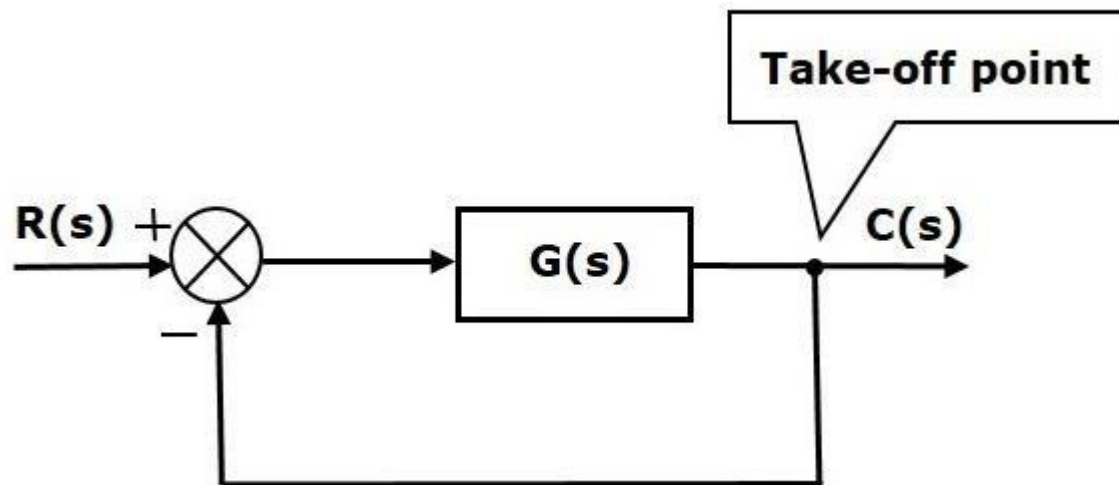 Take-off point
R(s) +
G(s)
C(s)
−